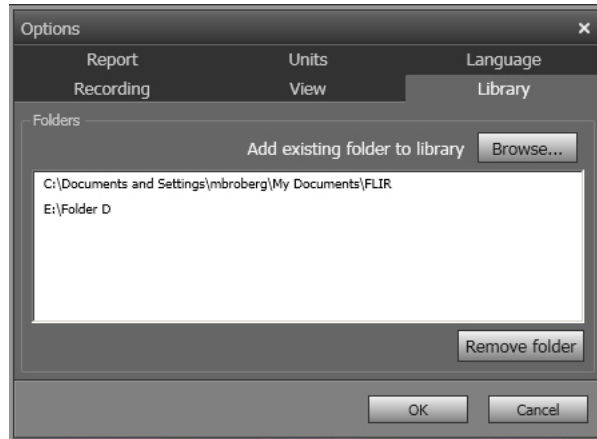 Options
Report Units Language
Recording View Library
Folders
Add existing folder to library Browse...
C:\Documents and Settings\mbroberg\My Documents\FLIR
E:\Folder D
Remove folder
OK Cancel